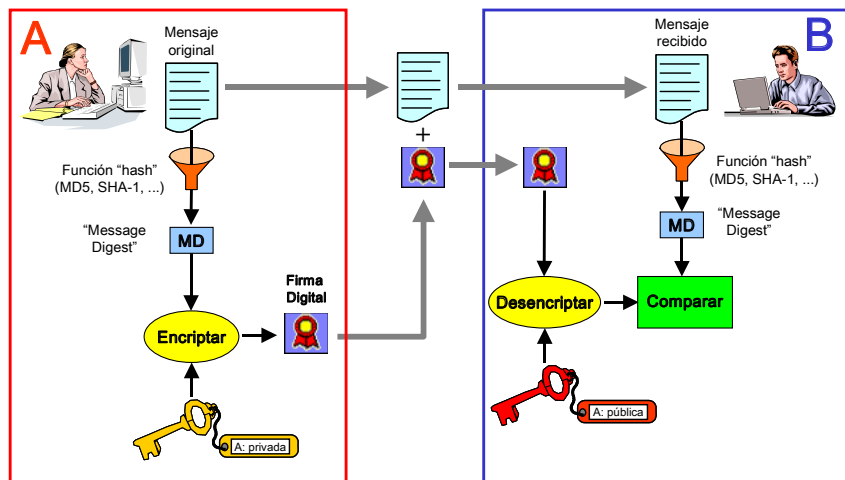 A
Mensaje
original
Función “hash”
(MD5, SHA-1, ...)
“Message
Digest”
MD
Encriptar
Firma
Digital
A: privada
+
B
Mensaje
recibido
Función “hash”
(MD5, SHA-1, ...)
“Message
Digest”
MD
Desencriptar
Comparar
A: pública